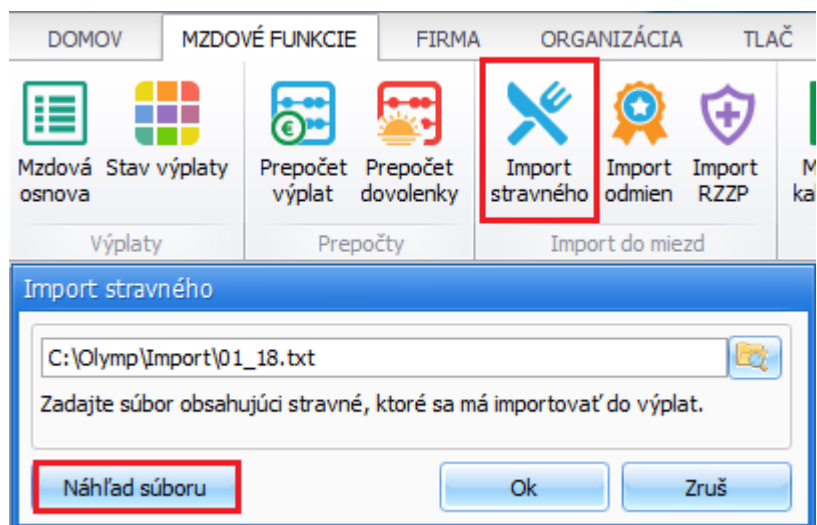 DOMOV MZDOVÉ FUNKCIE FIRMA ORGANIZÁCIA TLAČ
Mzdová osnova
Stav výplaty
Prepočet výplat
Prepočet dovolenky
Import stravného
Import odmien
Import RZZP
Výplaty Prepočty Import do miezd
Import stravného
C:\Olymp\Import\01_18.txt
Zadajte súbor obsahujúci stravné, ktoré sa má importovať do výplat.
Náhľad súboru Ok Zruš